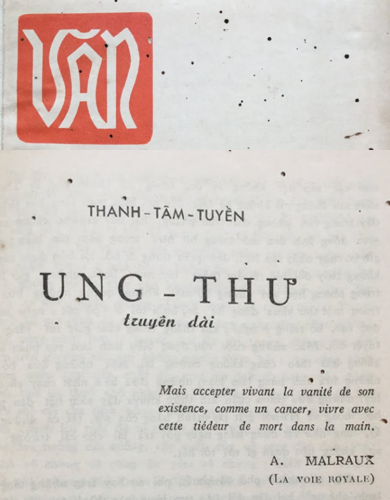 VĂN
THANH-TÂM-TUYỀN
UNG-THƯ
truyện dài
Mais accepter vivant la vanité de son
existence, comme un cancer, vivre avec
cette tiédeur de mort dans la main.
A. MALRAUX
(LA VOIE ROYALE)